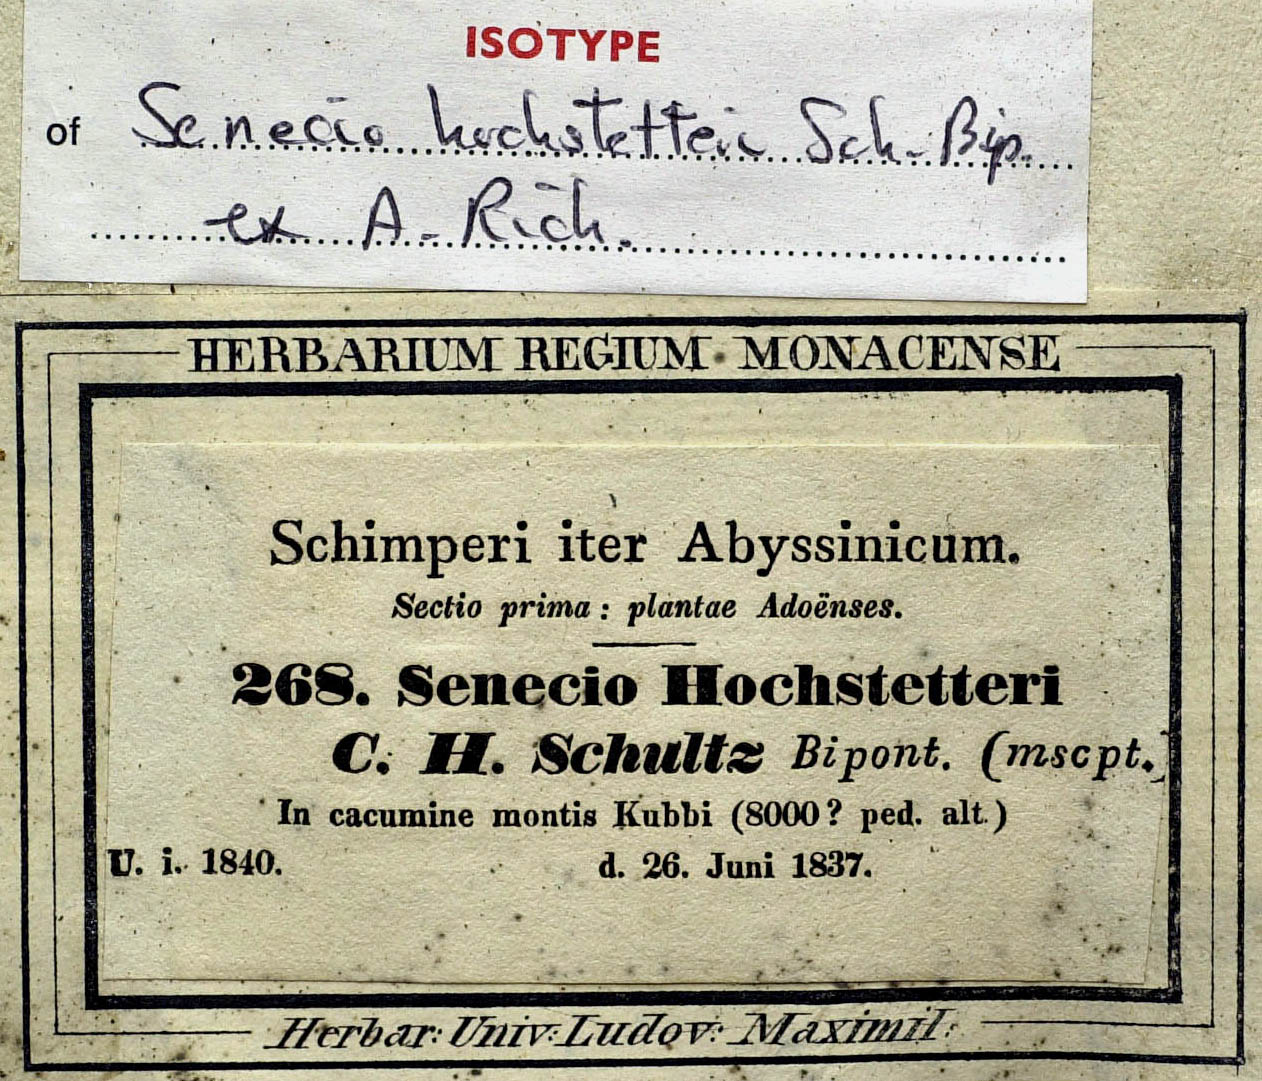 ISOTYPE
of Senecio hochstetteri Sch. Bip.
ex A. Rich.
HERBARIUM REGIUM MONACENSE
Schimperi iter Abyssinicum.
Sectio prima: plantae Adoënses.
268. Senecio Hochstetteri
C. H. Schultz Bipont. (mscpt.)
In cacumine montis Kubbi (8000? ped. alt.)
U. i. 1840. d. 26. Juni 1837.
Herbar: Univ: Ludov: Maximil: